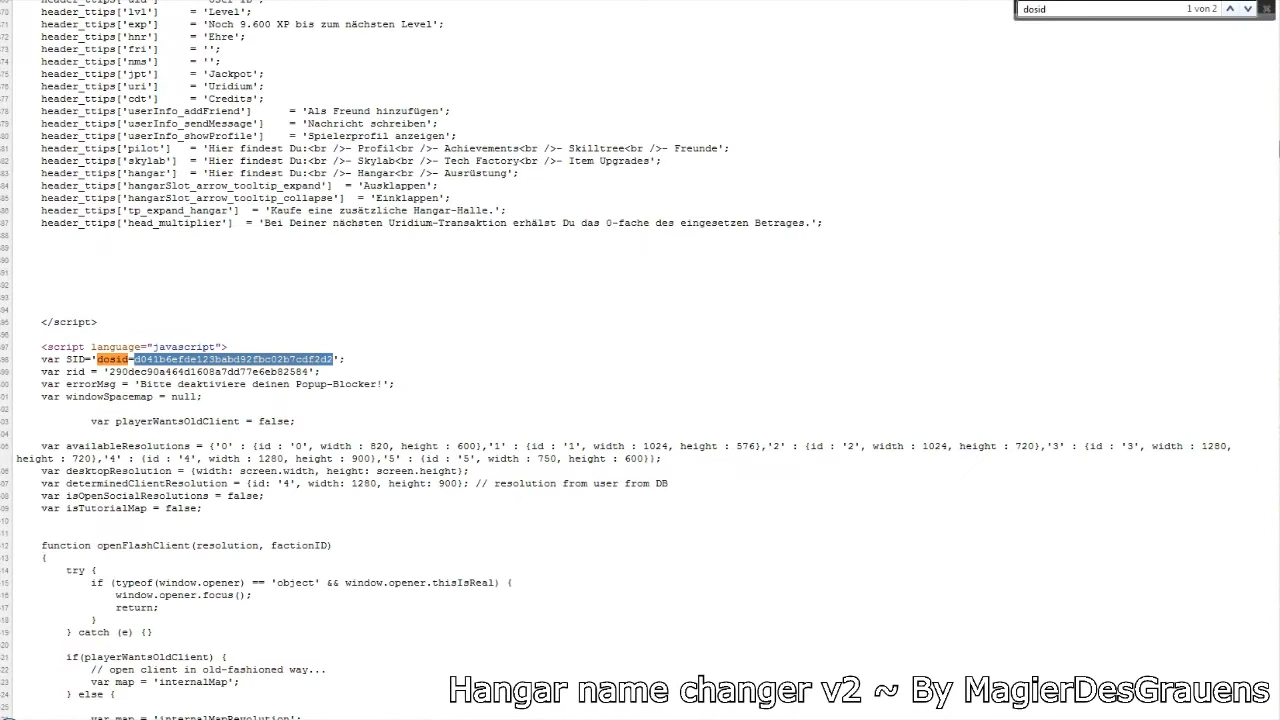 header_ttips['lvl'] = 'Level';
header_ttips['exp'] = 'Noch 9.600 XP bis zum nächsten Level';
header_ttips['hnr'] = 'Ehre';
header_ttips['fri'] = '';
header_ttips['nms'] = '';
header_ttips['jpt'] = 'Jackpot';
header_ttips['uri'] = 'Uridium';
header_ttips['cdt'] = 'Credits';
header_ttips['userInfo_addFriend'] = 'Als Freund hinzufügen';
header_ttips['userInfo_sendMessage'] = 'Nachricht schreiben';
header_ttips['userInfo_showProfile'] = 'Spielerprofil anzeigen';
header_ttips['pilot'] = 'Hier findest Du:<br />- Profil<br />- Achievements<br />- Skilltree<br />- Freunde';
header_ttips['skylab'] = 'Hier findest Du:<br />- Skylab<br />- Tech Factory<br />- Item Upgrades';
header_ttips['hangar'] = 'Hier findest Du:<br />- Hangar<br />- Ausrüstung';
header_ttips['hangarSlot_arrow_tooltip_expand'] = 'Ausklappen';
header_ttips['hangarSlot_arrow_tooltip_collapse'] = 'Einklappen';
header_ttips['tp_expand_hangar'] = 'Kaufe eine zusätzliche Hangar-Halle.';
header_ttips['head_multiplier'] = 'Bei Deiner nächsten Uridium-Transaktion erhälst Du das 0-fache des eingesetzen Betrages.';
</script>
<script language="javascript">
var SID='dosid=d041b6efde123babd92fbc02b7cdf2d2';
var rid = '290dec90a464d1608a7dd77e6eb82584';
var errorMsg = 'Bitte deaktiviere deinen Popup-Blocker!';
var windowSpacemap = null;
var playerWantsOldClient = false;
var availableResolutions = {'0' : {id : '0', width : 820, height : 600},'1' : {id : '1', width : 1024, height : 576},'2' : {id : '2', width : 1024, height : 720},'3' : {id : '3', width : 1280,
height : 720},'4' : {id : '4', width : 1280, height : 900},'5' : {id : '5', width : 750, height : 600}};
var desktopResolution = {width: screen.width, height: screen.height};
var determinedClientResolution = {id: '4', width: 1280, height: 900}; // resolution from user from DB
var isOpenSocialResolutions = false;
var isTutorialMap = false;
function openFlashClient(resolution, factionID)
{
try {
if (typeof(window.opener) == 'object' && window.opener.thisIsReal) {
window.opener.focus();
return;
}
} catch (e) {}
if(playerWantsOldClient) {
// open client in old-fashioned way...
var map = 'internalMap';
} else {
var map = 'internalMapRevolution';
dosid 1 von 2
Hangar name changer v2 ~ By MagierDesGrauens